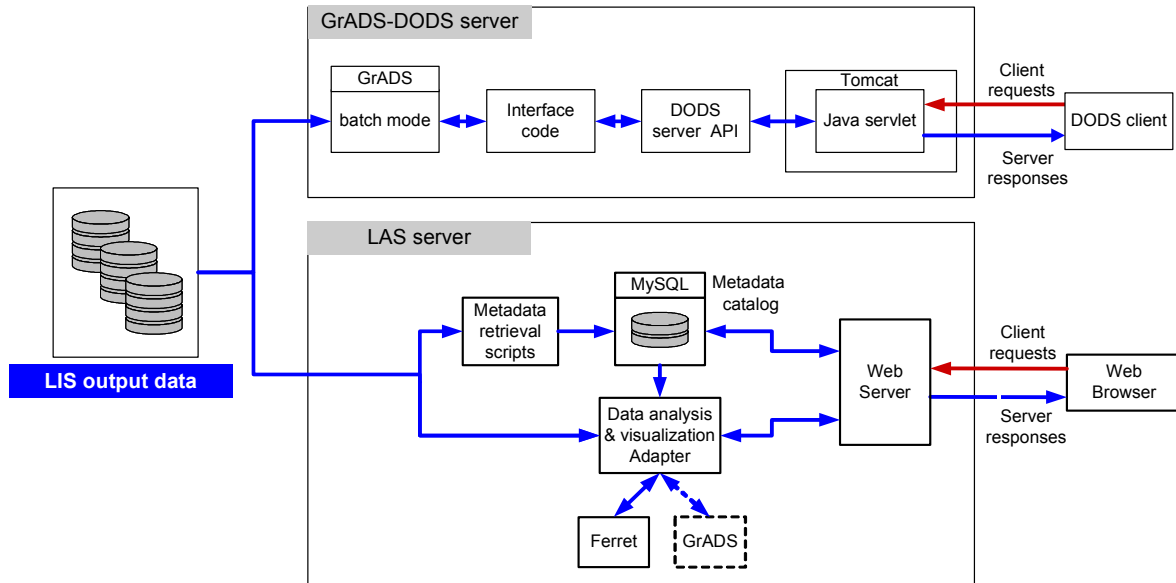 GrADS-DODS server
GrADS
batch mode
Interface
code
DODS
server API
Tomcat
Java servlet
Client
requests
DODS client
Server
responses
LIS output data
LAS server
Metadata
retrieval
scripts
MySQL
Metadata
catalog
Data analysis
& visualization
Adapter
Ferret
GrADS
Web
Server
Client
requests
Web
Browser
Server
responses